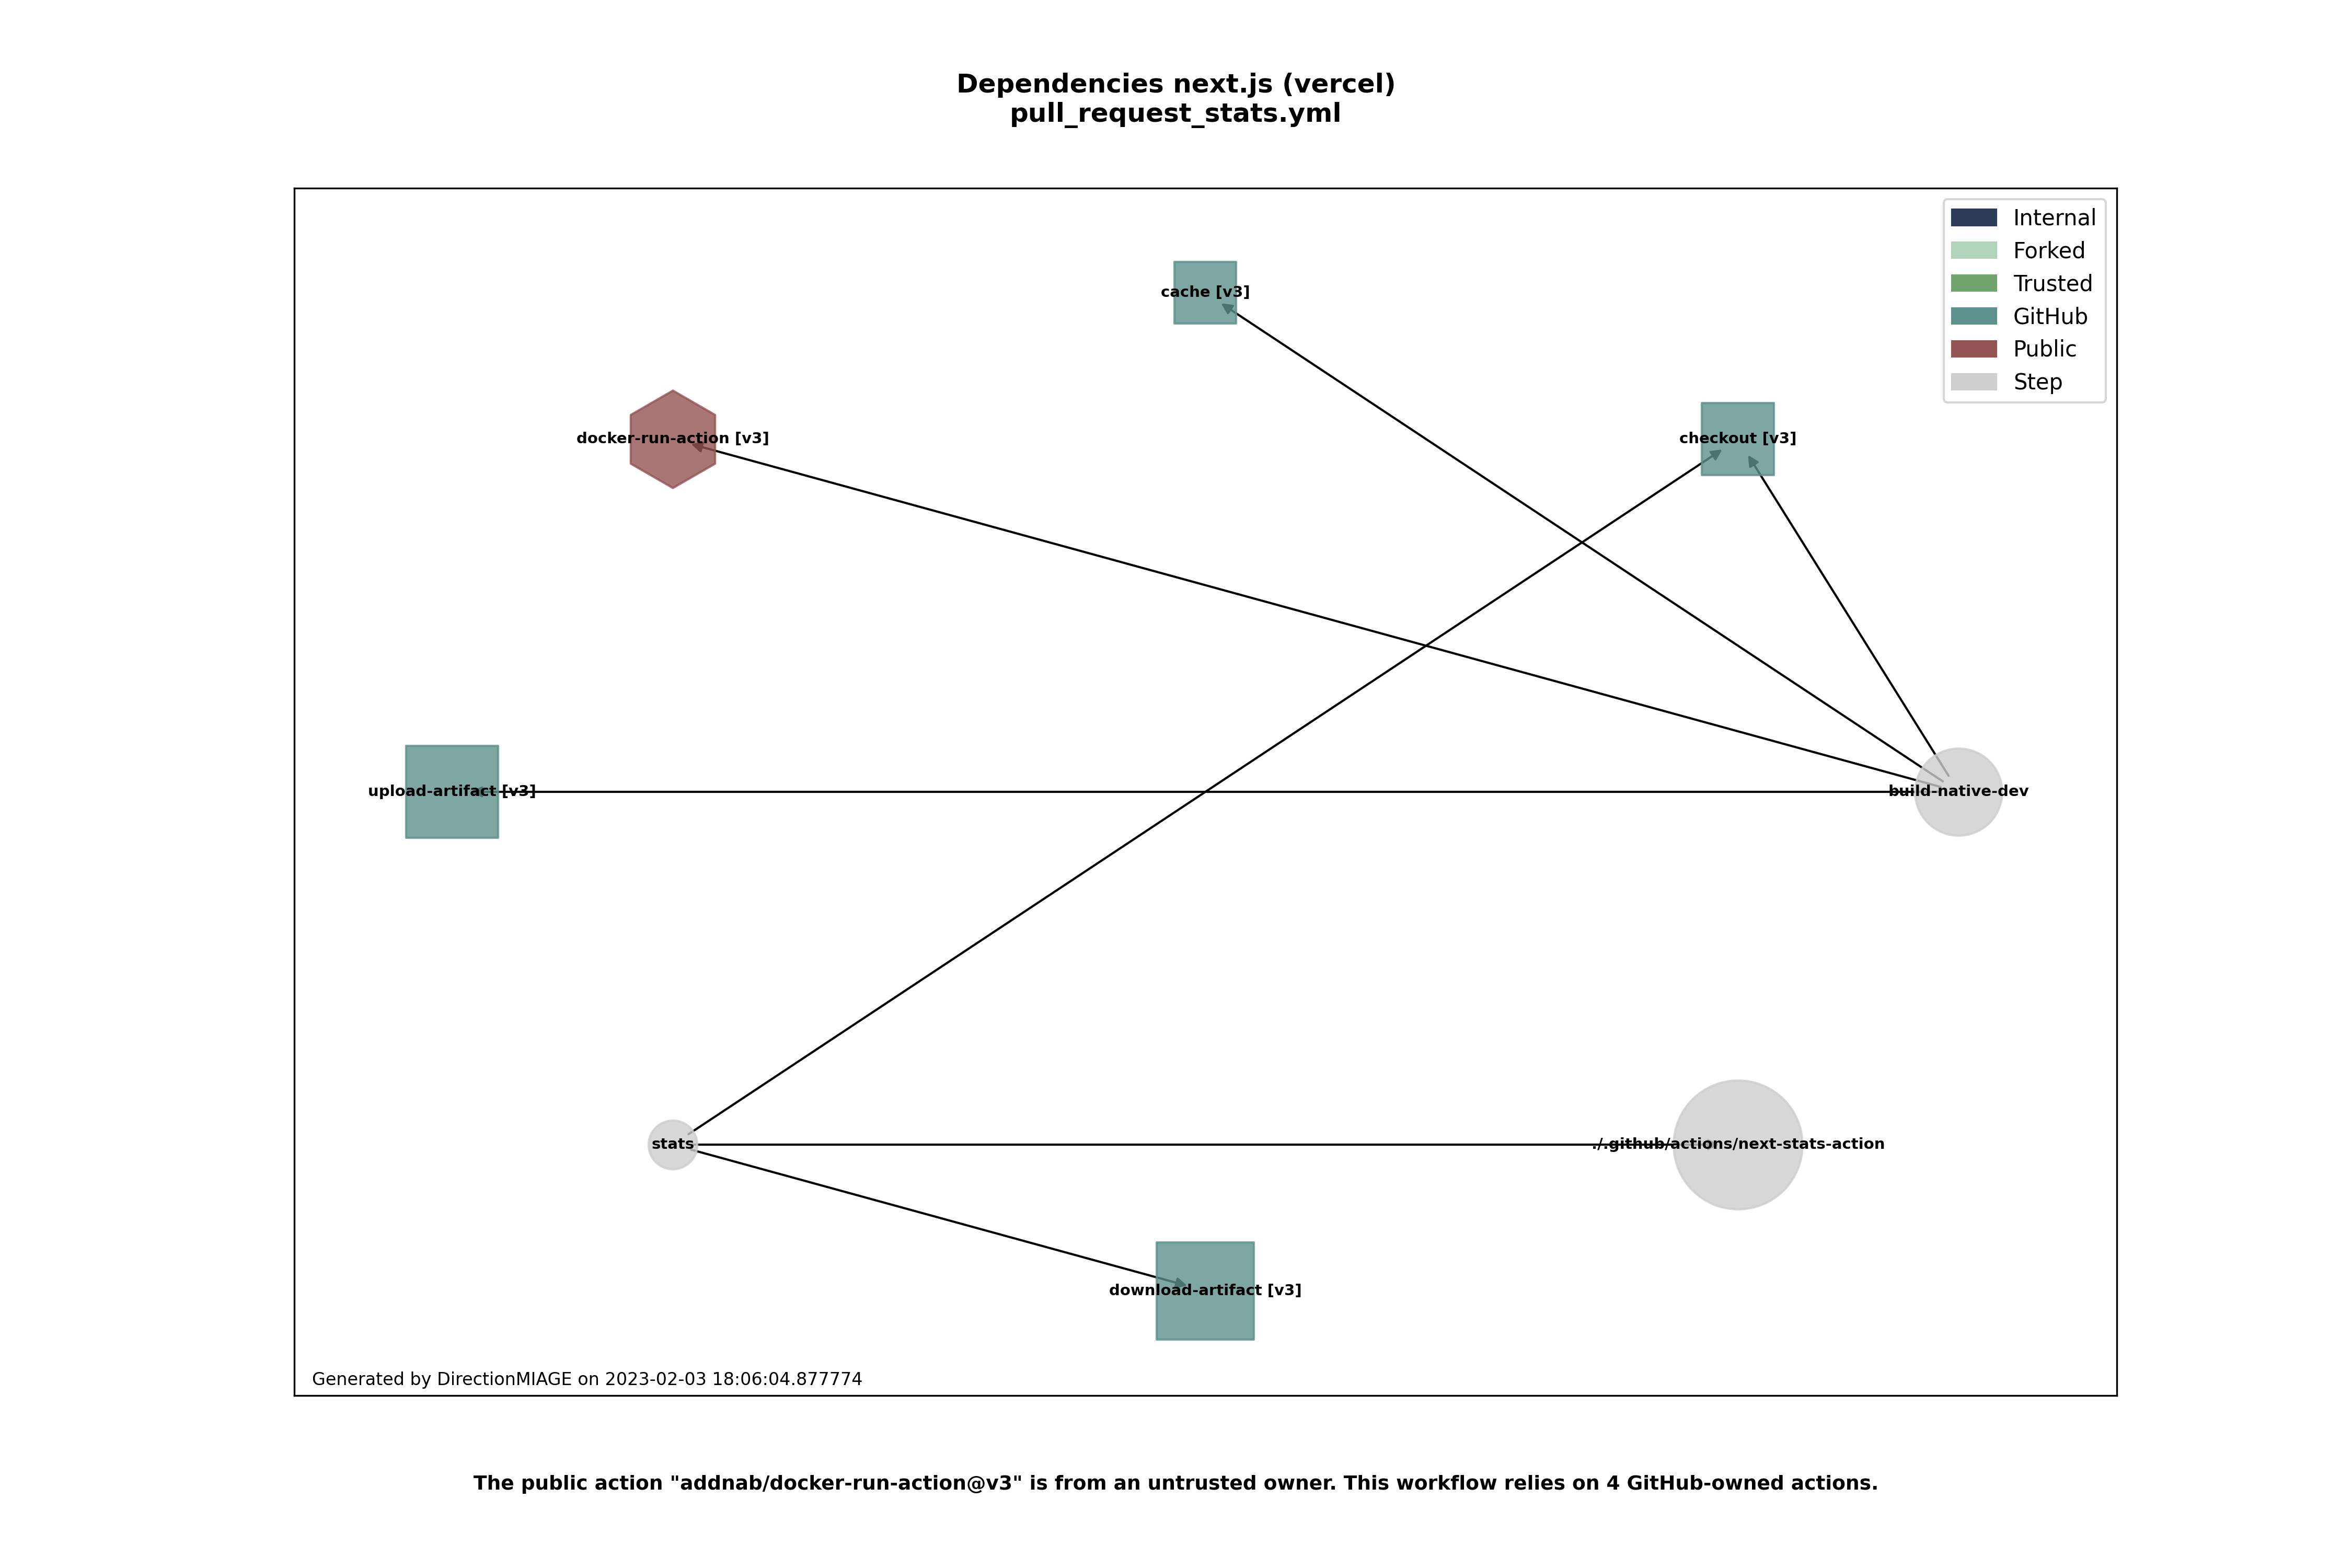 Dependencies next.js (vercel)
pull_request_stats.yml
Internal
Forked
Trusted
GitHub
Public
Step
cache [v3]
docker-run-action [v3]
checkout [v3]
upload-artifact [v3]
build-native-dev
stats
./.github/actions/next-stats-action
download-artifact [v3]
Generated by DirectionMIAGE on 2023-02-03 18:06:04.877774
The public action "addnab/docker-run-action@v3" is from an untrusted owner. This workflow relies on 4 GitHub-owned actions.